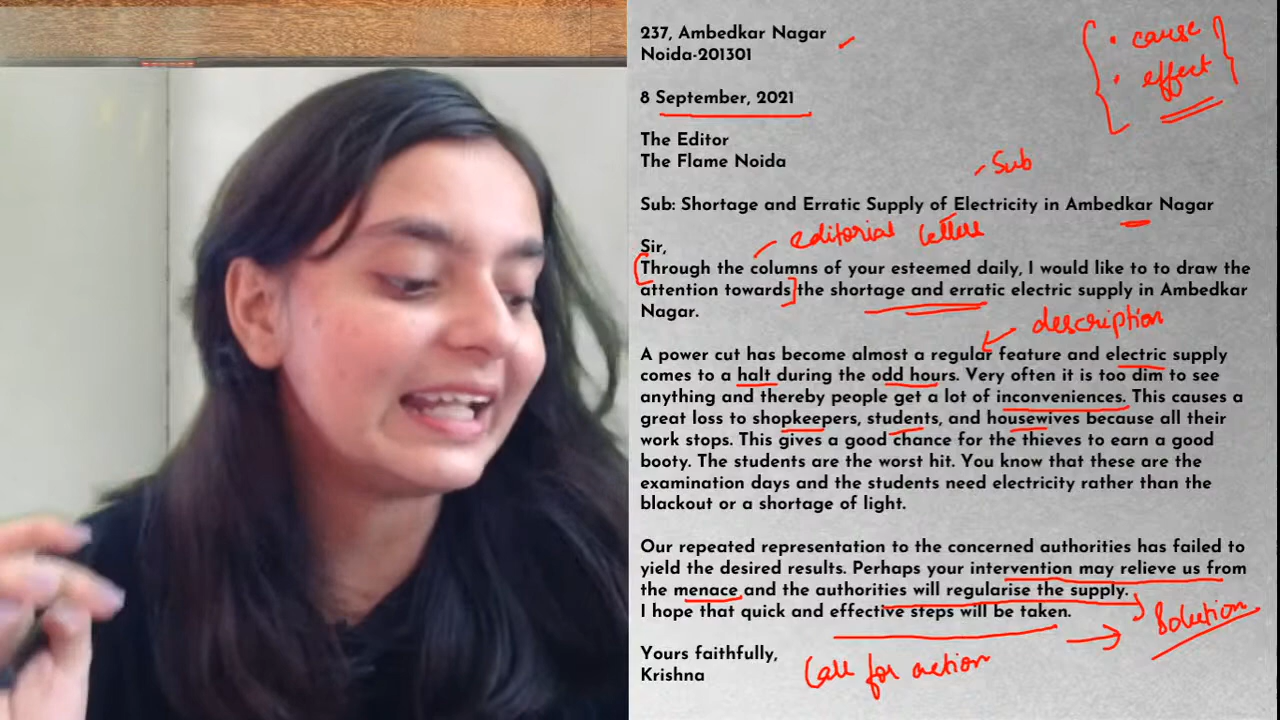 237, Ambedkar Nagar
Noida-201301
• cause
• effect
8 September, 2021
The Editor
The Flame Noida
Sub
Sub: Shortage and Erratic Supply of Electricity in Ambedkar Nagar
Sir,
editorial letters
Through the columns of your esteemed daily, I would like to to draw the
attention towards the shortage and erratic electric supply in Ambedkar
Nagar.
description
A power cut has become almost a regular feature and electric supply
comes to a halt during the odd hours. Very often it is too dim to see
anything and thereby people get a lot of inconveniences. This causes a
great loss to shopkeepers, students, and housewives because all their
work stops. This gives a good chance for the thieves to earn a good
booty. The students are the worst hit. You know that these are the
examination days and the students need electricity rather than the
blackout or a shortage of light.
Our repeated representation to the concerned authorities has failed to
yield the desired results. Perhaps your intervention may relieve us from
the menace and the authorities will regularise the supply.
I hope that quick and effective steps will be taken.
Solution
Yours faithfully,
Call for action
Krishna